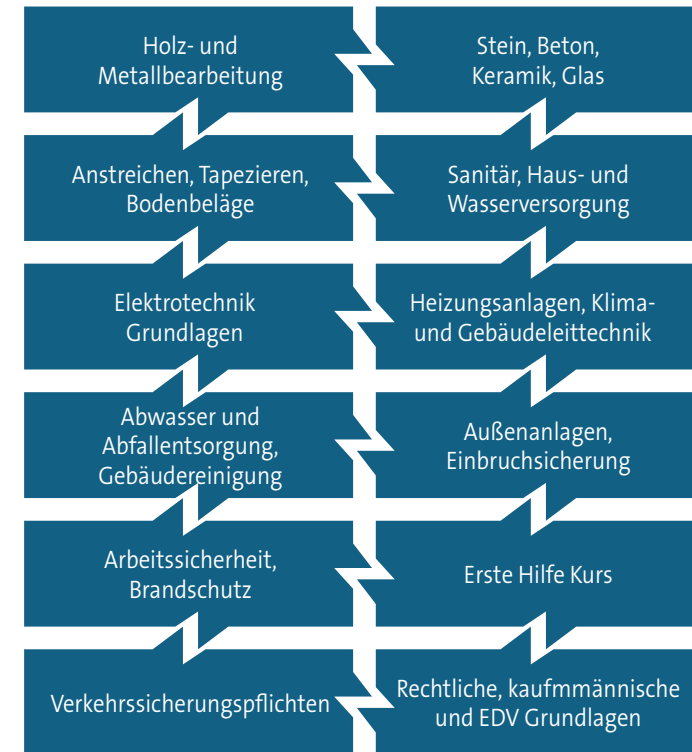 Holz- und
Metallbearbeitung
Stein, Beton,
Keramik, Glas
Anstreichen, Tapezieren,
Bodenbeläge
Sanitär, Haus- und
Wasserversorgung
Elektrotechnik
Grundlagen
Heizungsanlagen, Klima-
und Gebäudeleittechnik
Abwasser und
Abfallentsorgung,
Gebäudereinigung
Außenanlagen,
Einbruchsicherung
Arbeitssicherheit,
Brandschutz
Erste Hilfe Kurs
Verkehrssicherungspflichten
Rechtliche, kaufmmännische
und EDV Grundlagen